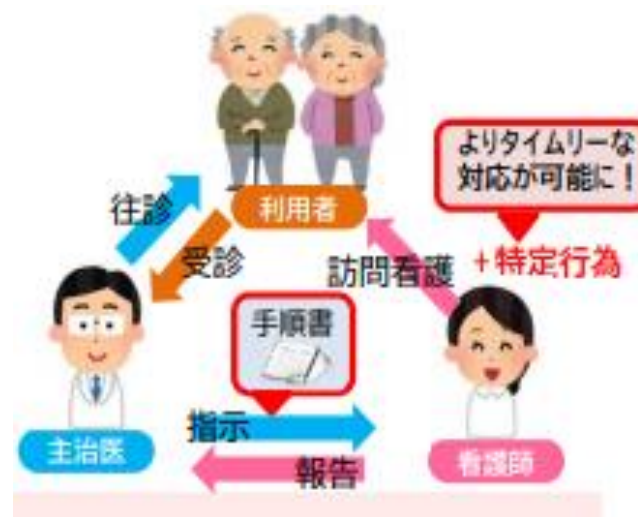 よりタイムリーな
対応が可能に！
利用者
往診
受診
訪問看護
+特定行為
手順書
指示
主治医
看護師
報告